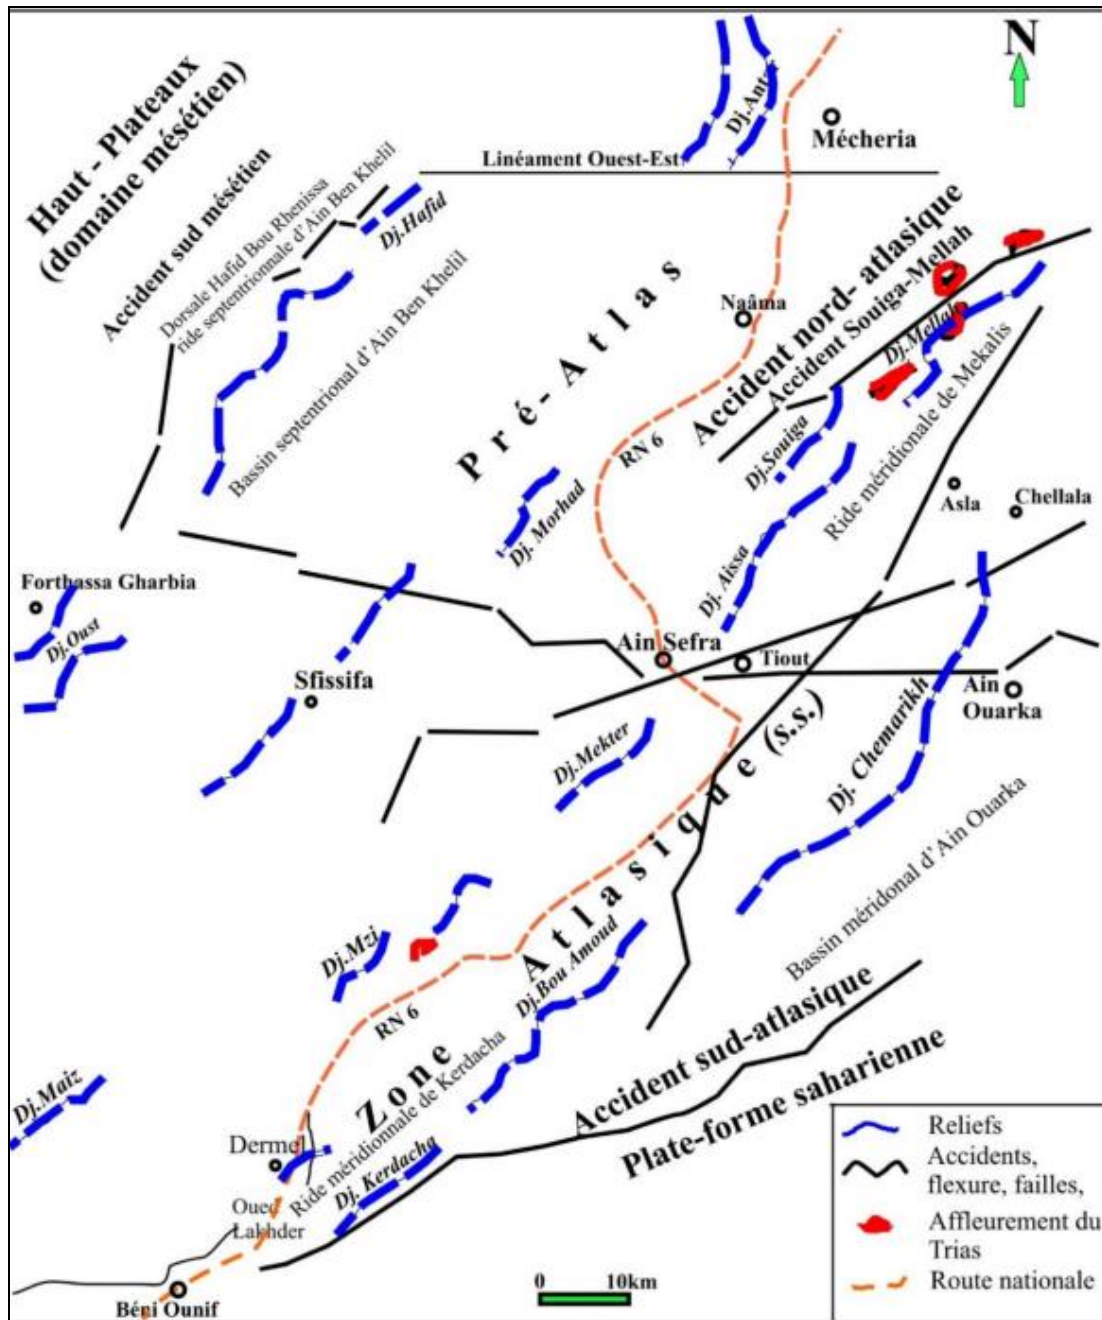 N
Haut - Plateaux
(domaine mésétien)
Accident sud mésétien
Dorsale Hafid Bou Rhenissa
ride septentrionnelle d'Ain Ben Khelil
Dj.Hafid
Bassin septentrional d'Ain Ben Khelil
Linéament Ouest-Est
Dj.Antar
Mécheria
Pré-Atlas
Naâma
RN 6
Accident nord- atlasique
Accident Souiga-Mellah
Dj.Mellah
Dj.Souiga
Ride méridionale de Mekalis
Dj. Morhad
Dj. Aissa
Asla
Chellala
Forthassa Gharbia
Dj.Oust
Sfissifa
Ain Sefra
Tiout
Ain
Ouarka
Dj.Mekter
Dj. Chemarikh
Bassin méridonal d'Ain Ouarka
Zone Atlasique (s.s.)
Dj.Mzi
RN 6
Dj.Bou Amoud
Dj.Maiz
Ride méridionnale de Kerdacha
Dj. Kerdacha
Accident sud-atlasique
Plate-forme saharienne
Dermel
Oued
Lakhder
Béni Ounif
0 10km
Reliefs
Accidents,
flexure, failles,
Affleurement du
Trias
Route nationale